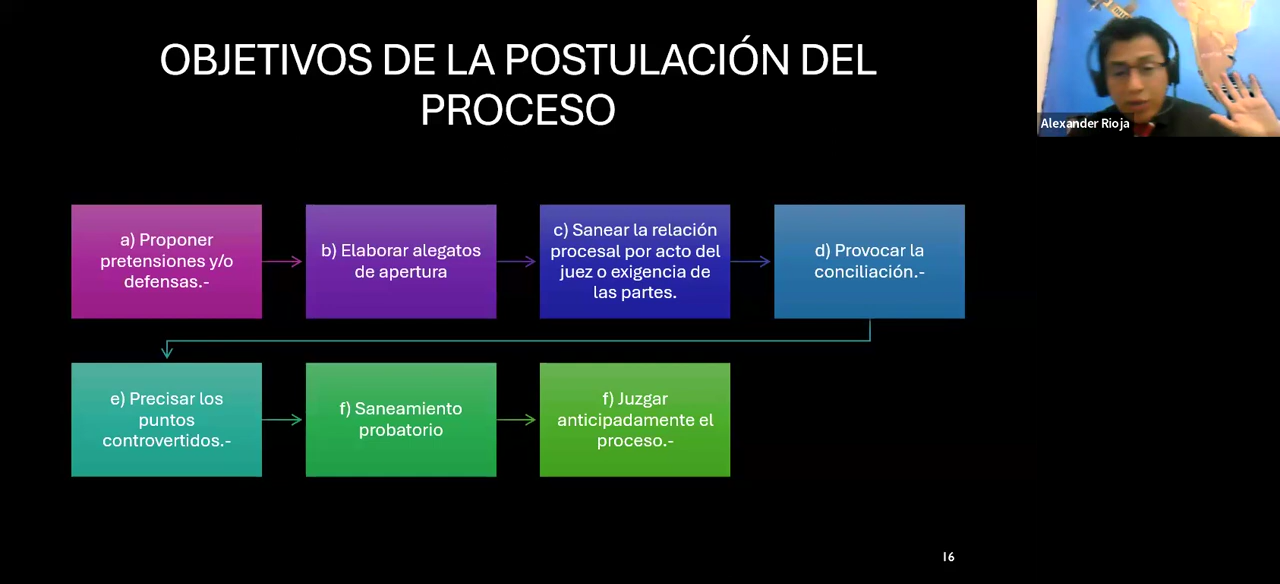 OBJETIVOS DE LA POSTULACIÓN DEL
PROCESO
Alexander Rioja
a) Proponer
pretensiones y/o
defensas.-
b) Elaborar alegatos
de apertura
c) Sanear la relación
procesal por acto del
juez o exigencia de
las partes.
d) Provocar la
conciliación.-
e) Precisar los
puntos
controvertidos.-
f) Saneamiento
probatorio
f) Juzgar
anticipadamente el
proceso.-
16